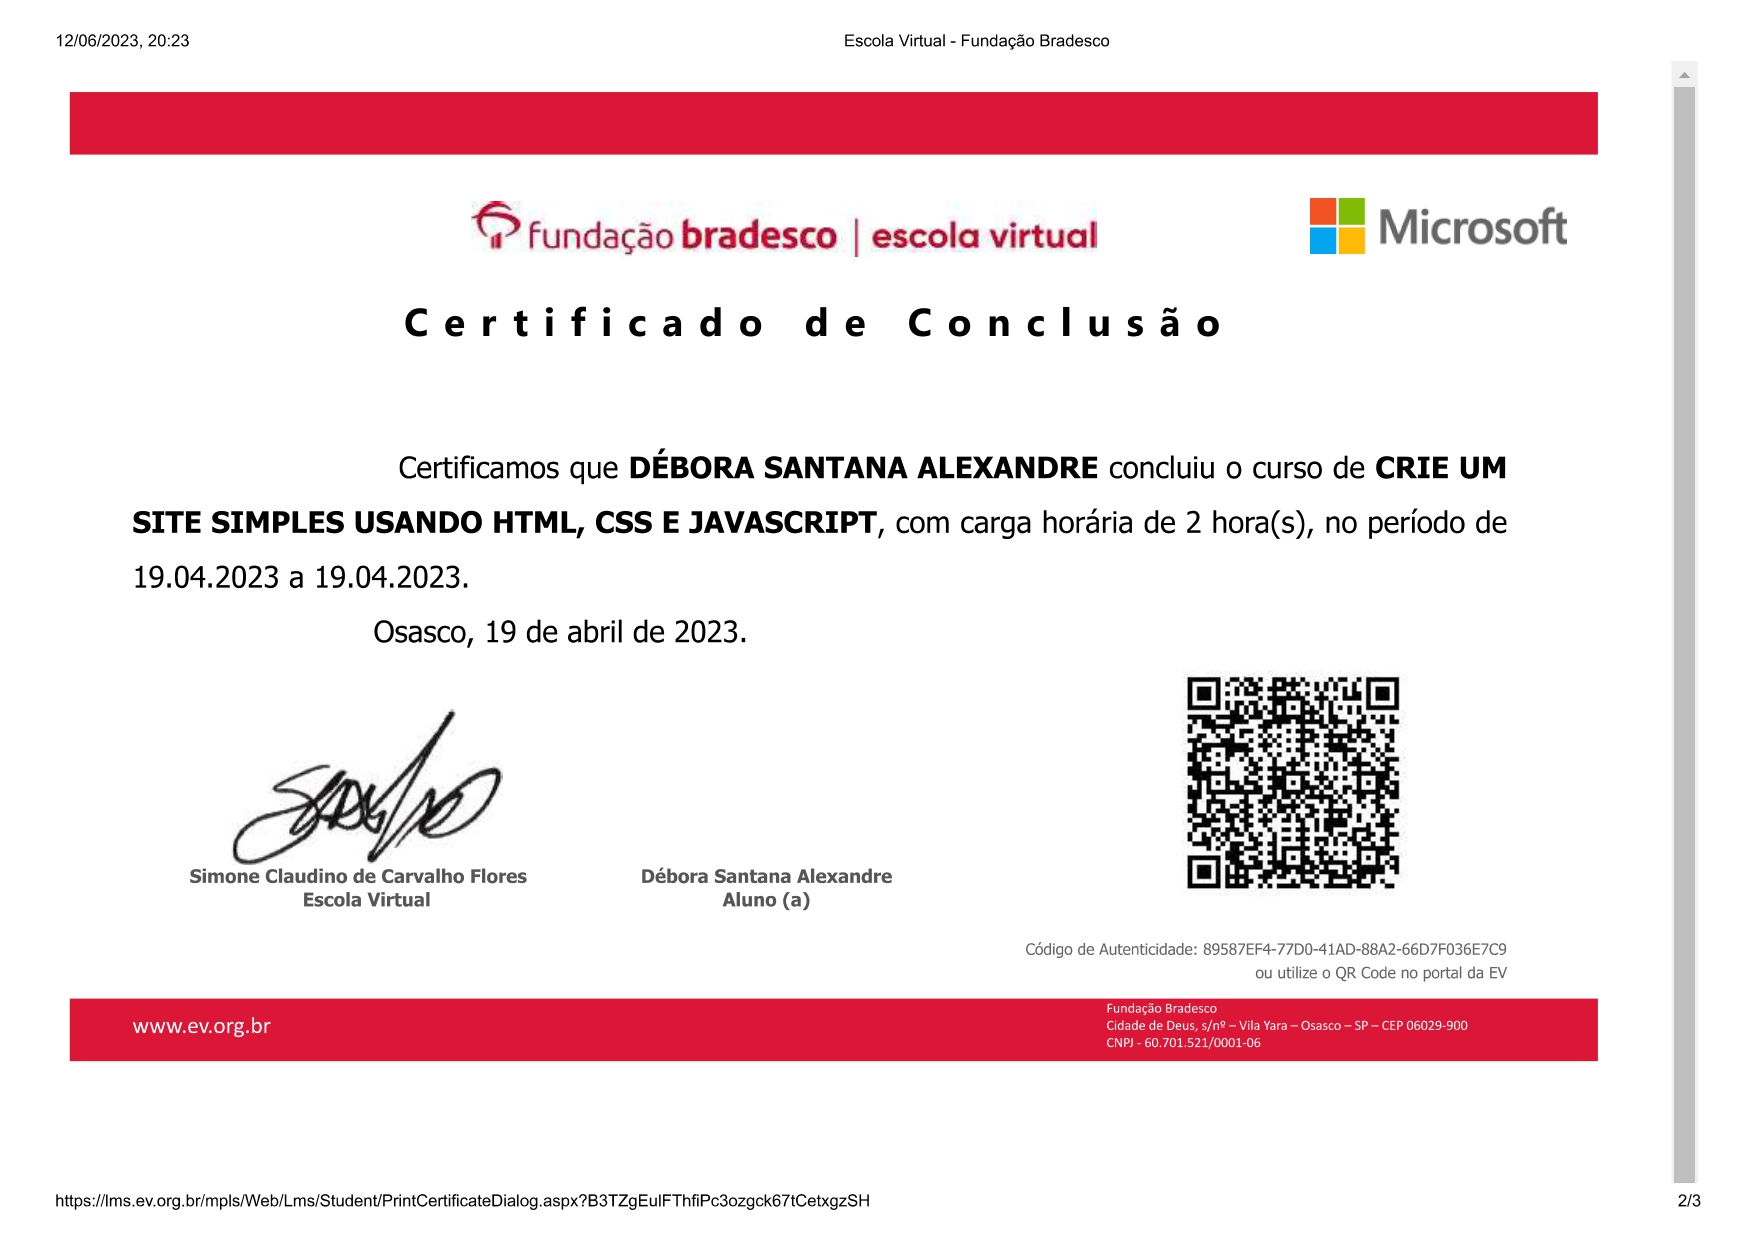 12/06/2023, 20:23
Escola Virtual - Fundação Bradesco
fundação bradesco | escola virtual
Microsoft
Certificado de Conclusão
Certificamos que DÉBORA SANTANA ALEXANDRE concluiu o curso de CRIE UM
SITE SIMPLES USANDO HTML, CSS E JAVASCRIPT, com carga horária de 2 hora(s), no período de
19.04.2023 a 19.04.2023.
Osasco, 19 de abril de 2023.
Simone Claudino de Carvalho Flores
Escola Virtual
Débora Santana Alexandre
Aluno (a)
Código de Autenticidade: 89587EF4-77D0-41AD-88A2-66D7F036E7C9
ou utilize o QR Code no portal da EV
www.ev.org.br
Fundação Bradesco
Cidade de Deus, s/nº – Vila Yara – Osasco – SP – CEP 06029-900
CNPJ - 60.701.521/0001-06
https://lms.ev.org.br/mpls/Web/Lms/Student/PrintCertificateDialog.aspx?B3TZgEulFThfiPc3ozgck67tCetxgzSH
2/3